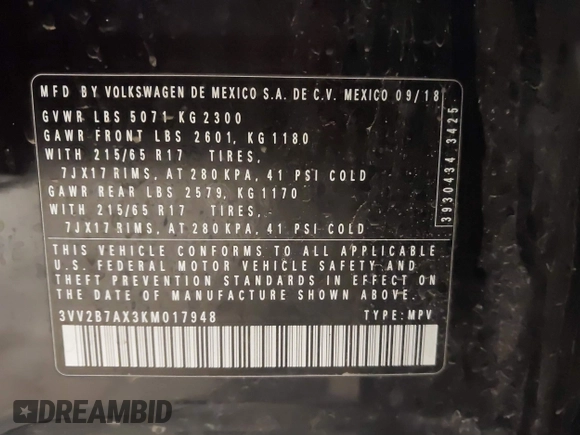 MFD BY VOLKSWAGEN DE MEXICO S.A. DE C.V. MEXICO 09/18
GVWR LBS 5071 KG 2300
GAWR FRONT LBS 2601, KG 1180
WITH 215/65 R17 TIRES,
7JX17 RIMS, AT 280 KPA, 41 PSI COLD
GAWR REAR LBS 2579, KG 1170
WITH 215/65 R17 TIRES,
7JX17 RIMS, AT 280 KPA, 41 PSI COLD
3930434 3425
THIS VEHICLE CONFORMS TO ALL APPLICABLE
U.S. FEDERAL MOTOR VEHICLE SAFETY AND
THEFT PREVENTION STANDARDS IN EFFECT ON
THE DATE OF MANUFACTURE SHOWN ABOVE.
3VV2B7AX3KM017948 TYPE: MPV
DREAMBID